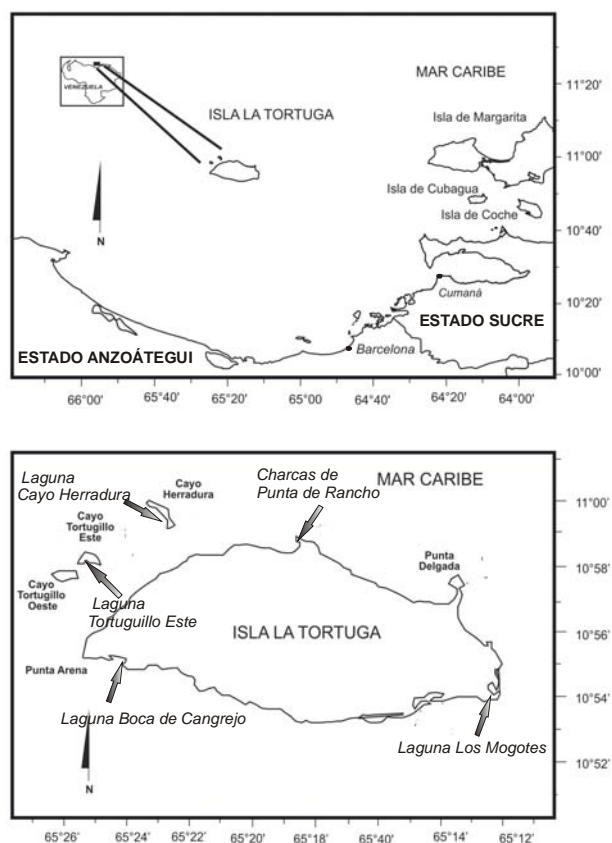 MAR CARIBE
VENEZUELA
ISLA LA TORTUGA
Isla de Margarita
Isla de Cubagua
Isla de Coche
N
Cumaná
ESTADO SUCRE
ESTADO ANZOÁTEGUI
Barcelona
11°20'
11°00'
10°40'
10°20'
10°00'
66°00' 65°40' 65°20' 65°00' 64°40' 64°20' 64°00'
Laguna
Cayo Herradura
Cayo
Herradura
Charcas de
Punta de Rancho
MAR CARIBE
Cayo
Tortugillo
Este
Cayo
Tortugillo
Oeste
Laguna
Tortuguillo Este
Punta
Delgada
ISLA LA TORTUGA
Punta Arena
Laguna Boca de Cangrejo
Laguna Los Mogotes
N
11°00'
10°58'
10°56'
10°54'
10°52'
65°26' 65°24' 65°22' 65°20' 65°18' 65°40' 65°14' 65°12'